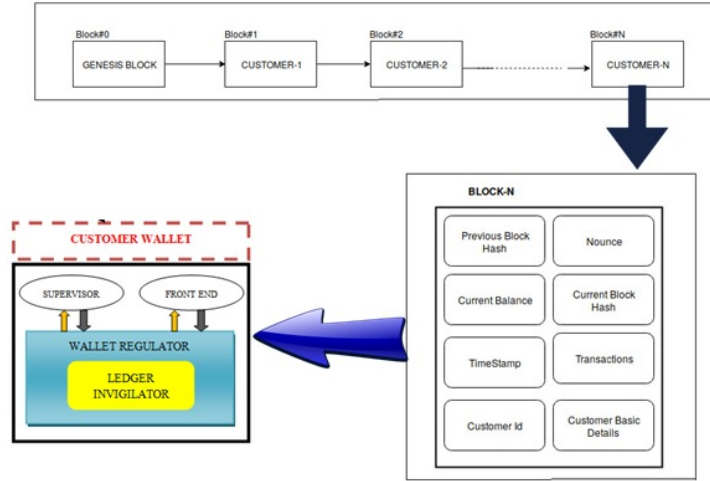 Block#0
Block#1
Block#2
Block#N
GENESIS BLOCK
CUSTOMER-1
CUSTOMER-2
CUSTOMER-N
BLOCK-N
Previous Block
Hash
Nounce
Current Balance
Current Block
Hash
TimeStamp
Transactions
Customer Id
Customer Basic
Details
CUSTOMER WALLET
SUPERVISOR
FRONT END
WALLET REGULATOR
LEDGER
INVIGILATOR